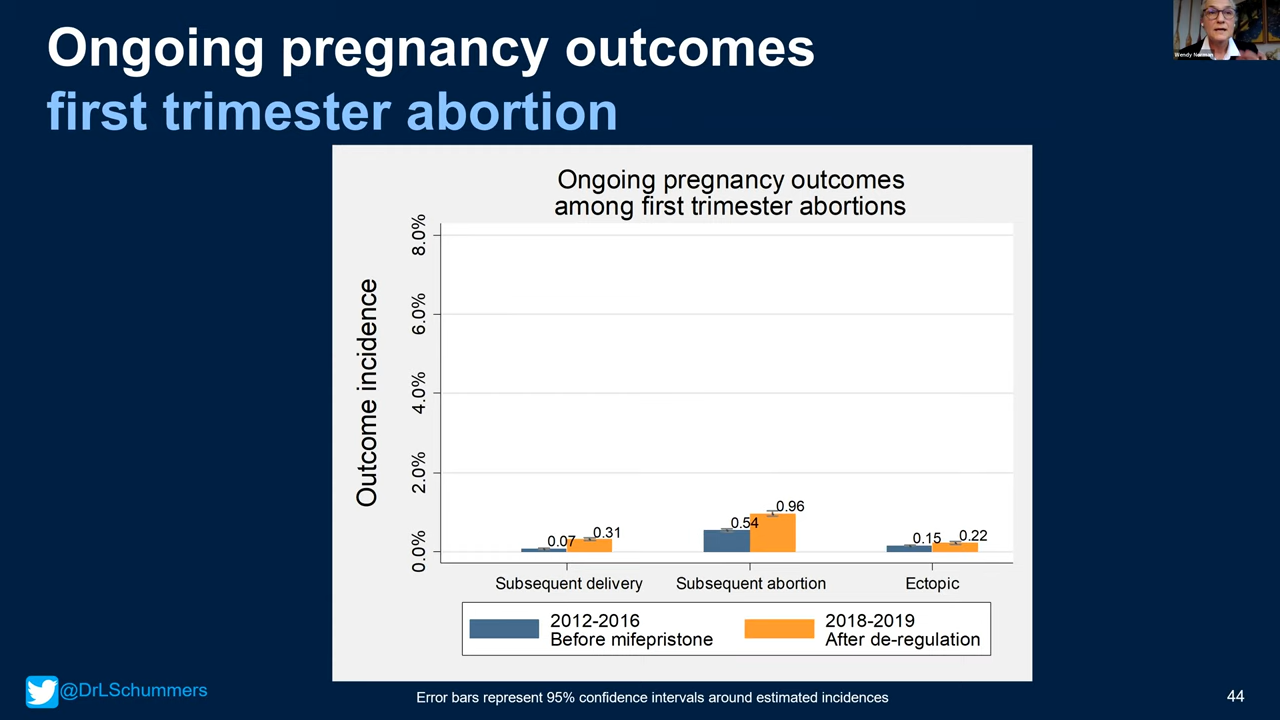 Ongoing pregnancy outcomes
first trimester abortion
Wendy Norman
Ongoing pregnancy outcomes
among first trimester abortions
Outcome incidence
8.0%
6.0%
4.0%
2.0%
0.0%
0.07
0.31
0.54
0.96
0.15
0.22
Subsequent delivery
Subsequent abortion
Ectopic
2012-2016
Before mifepristone
2018-2019
After de-regulation
@DrLSchummers
Error bars represent 95% confidence intervals around estimated incidences
44